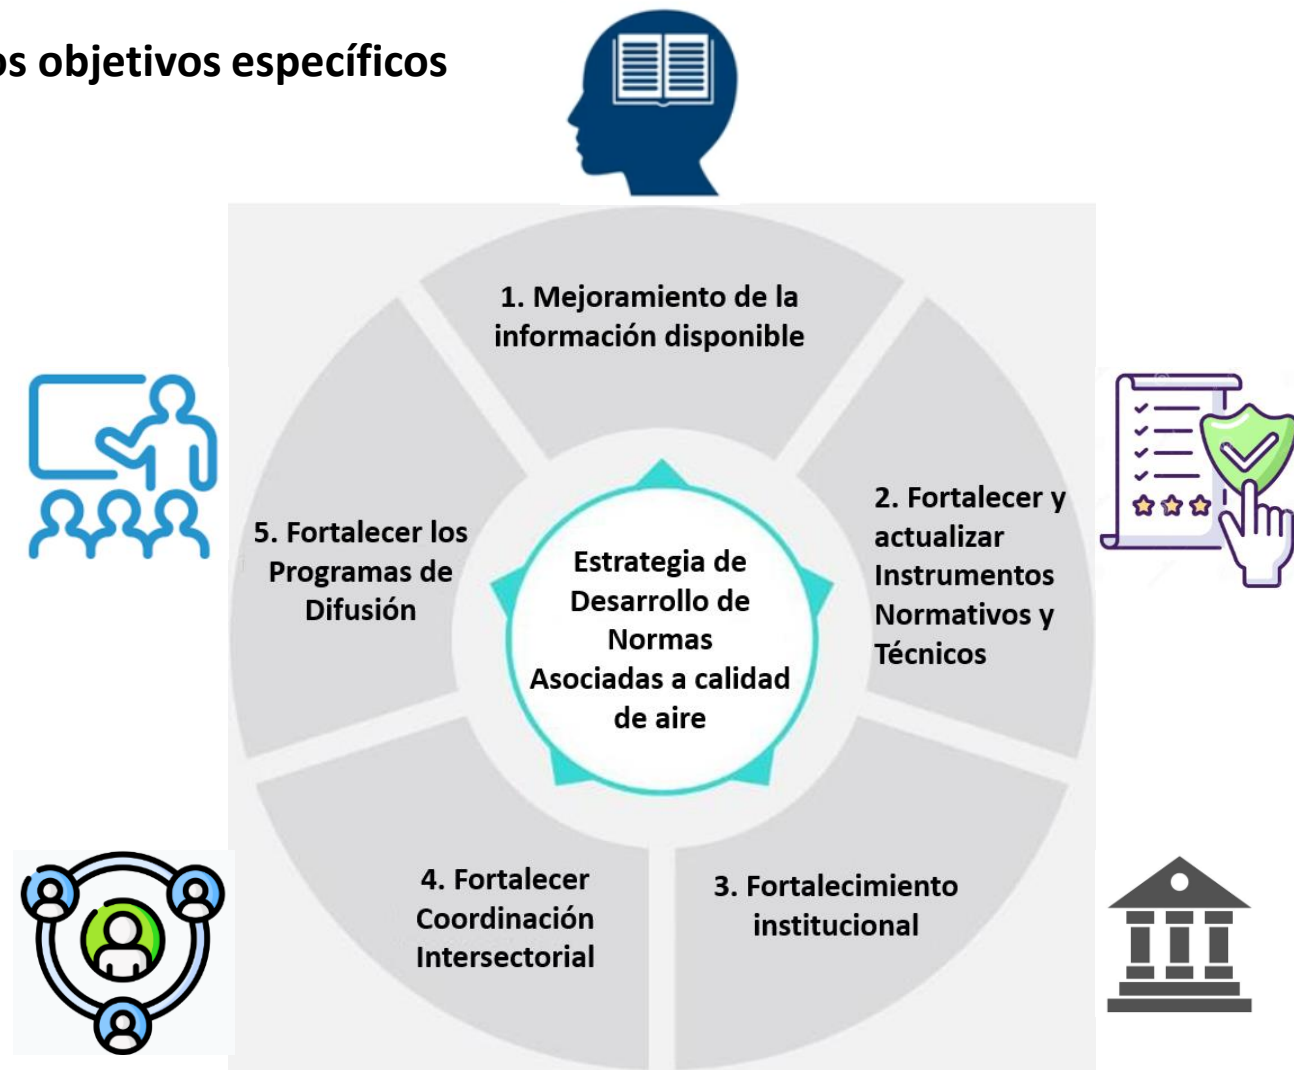 os objetivos específicos
1. Mejoramiento de la
información disponible
2. Fortalecer y
actualizar
Instrumentos
Normativos y
Técnicos
3. Fortalecimiento
institucional
4. Fortalecer
Coordinación
Intersectorial
5. Fortalecer los
Programas de
Difusión
Estrategia de
Desarrollo de
Normas
Asociadas a calidad
de aire